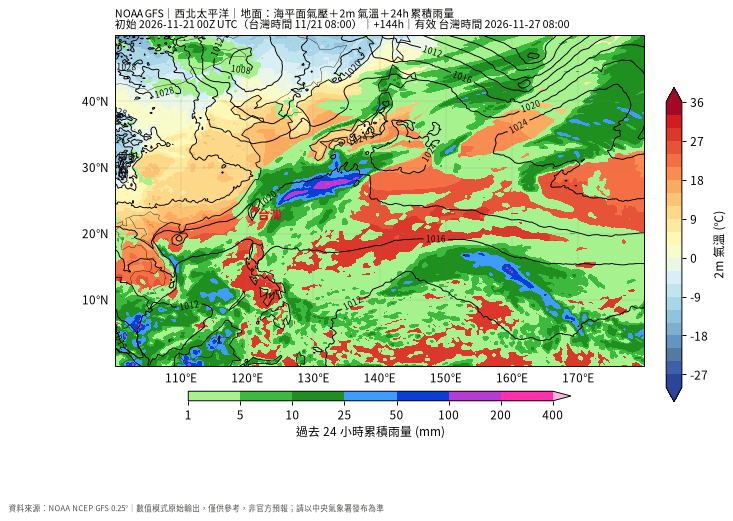 NOAA GFS｜西北太平洋｜地面：海平面氣壓＋2m 氣溫＋24h 累積雨量
初始 2026-11-21 00Z UTC（台灣時間 11/21 08:00）｜+144h｜有效 台灣時間 2026-11-27 08:00
40°N
30°N
20°N
10°N
110°E 120°E 130°E 140°E 150°E 160°E 170°E
1012
1016
1020
1024
1008
1028
1020
1016
1012
1012
台灣
36
27
18
9
0
-9
-18
-27
2m 氣溫 (°C)
1 5 10 25 50 100 200 400
過去 24 小時累積雨量 (mm)
資料來源：NOAA NCEP GFS 0.25°｜數值模式原始輸出，僅供參考，非官方預報；請以中央氣象署發布為準